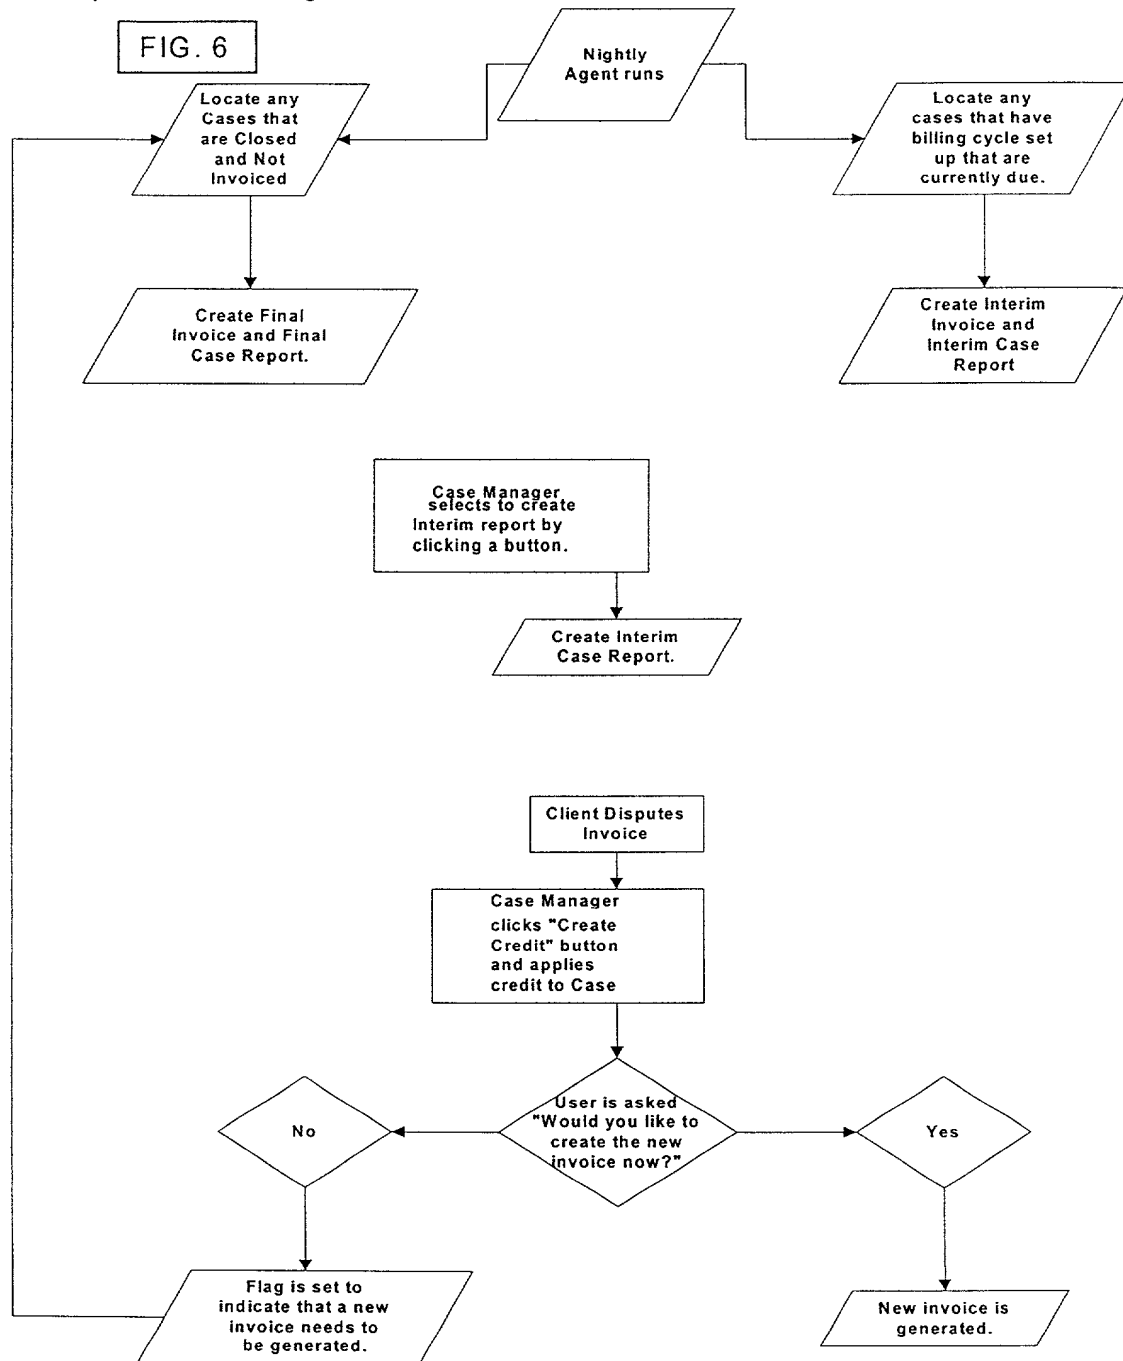 FIG. 6
Nightly
Agent runs
Locate any
Cases that
are Closed
and Not
Invoiced
Locate any
cases that have
billing cycle set
up that are
currently due.
Create Final
Invoice and Final
Case Report.
Create Interim
Invoice and
Interim Case
Report
Case Manager
selects to create
Interim report by
clicking a button.
Create Interim
Case Report.
Client Disputes
Invoice
Case Manager
clicks "Create
Credit" button
and applies
credit to Case
User is asked
"Would you like to
create the new
invoice now?"
No
Yes
Flag is set to
indicate that a new
invoice needs to
be generated.
New invoice is
generated.